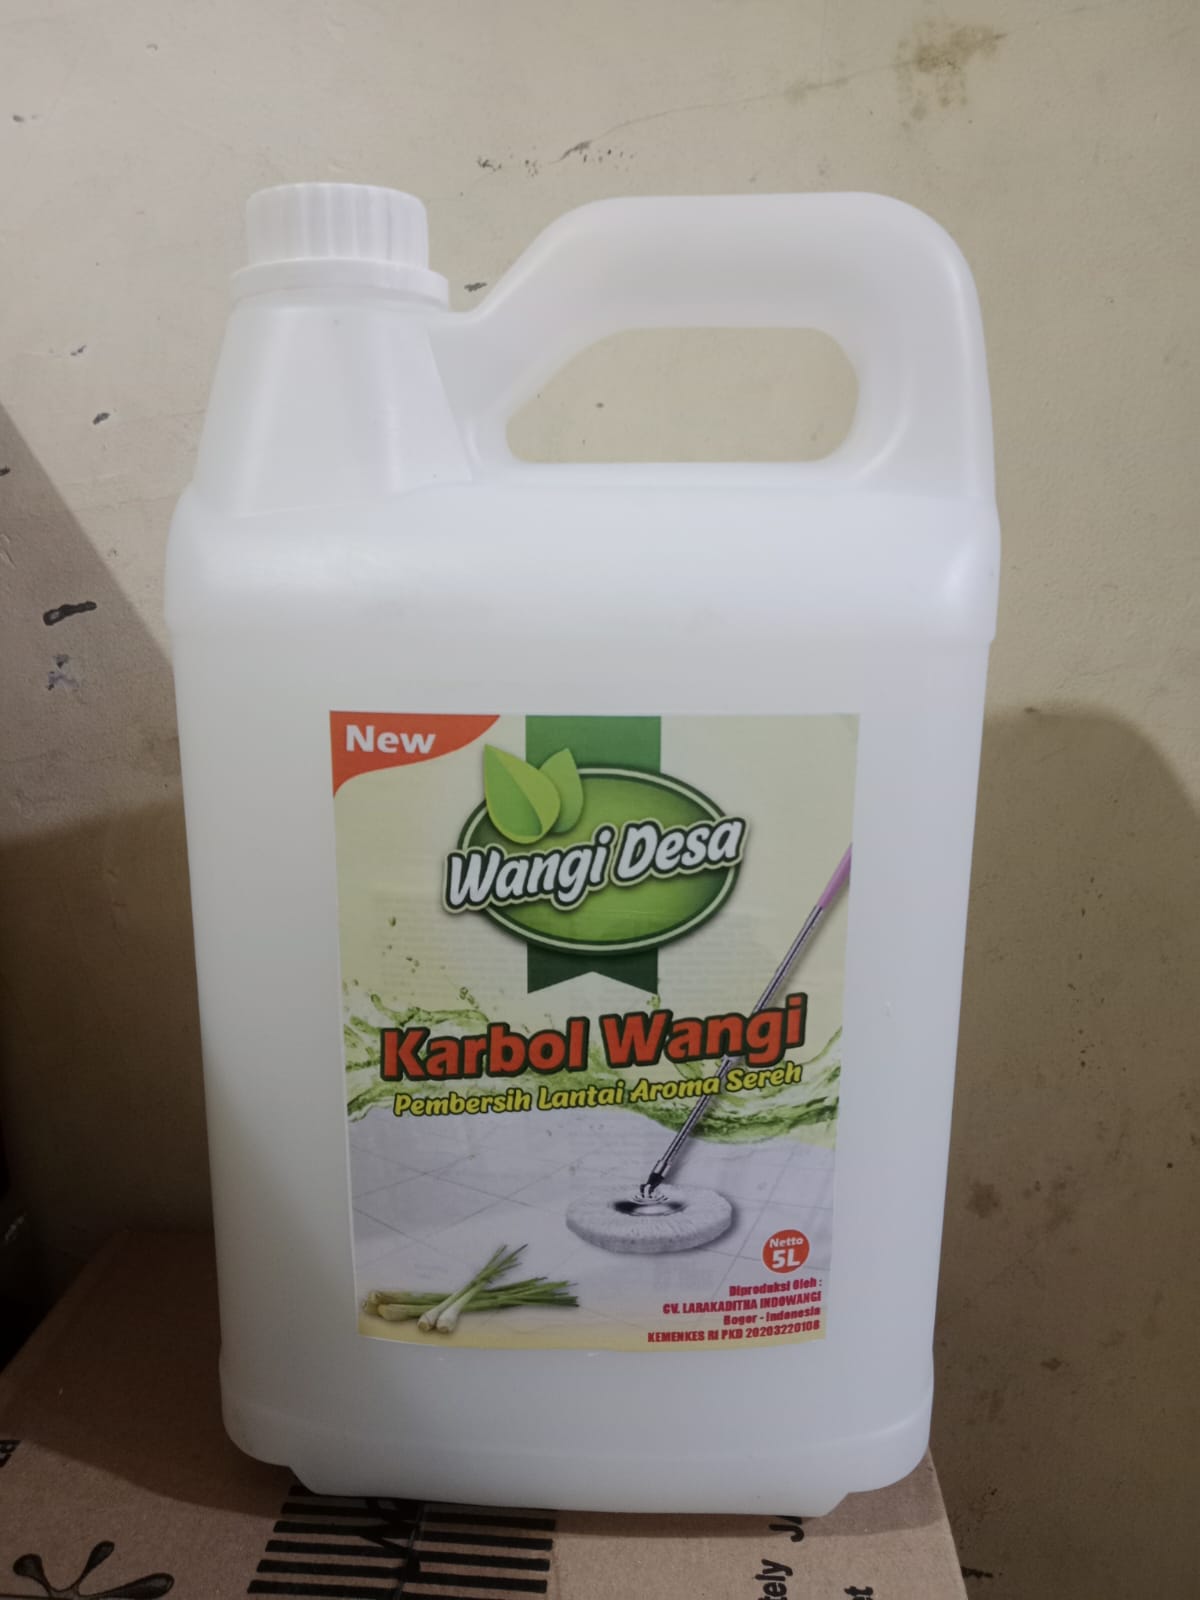 New
Wangi Desa
Karbol Wangi
Pembersih Lantai Aroma Sereh
Netto
5L
Diproduksi Oleh :
CV. LARAKADITHA INDOWANGI
Bogor - Indonesia
KEMENKES RI PKD 20203220108